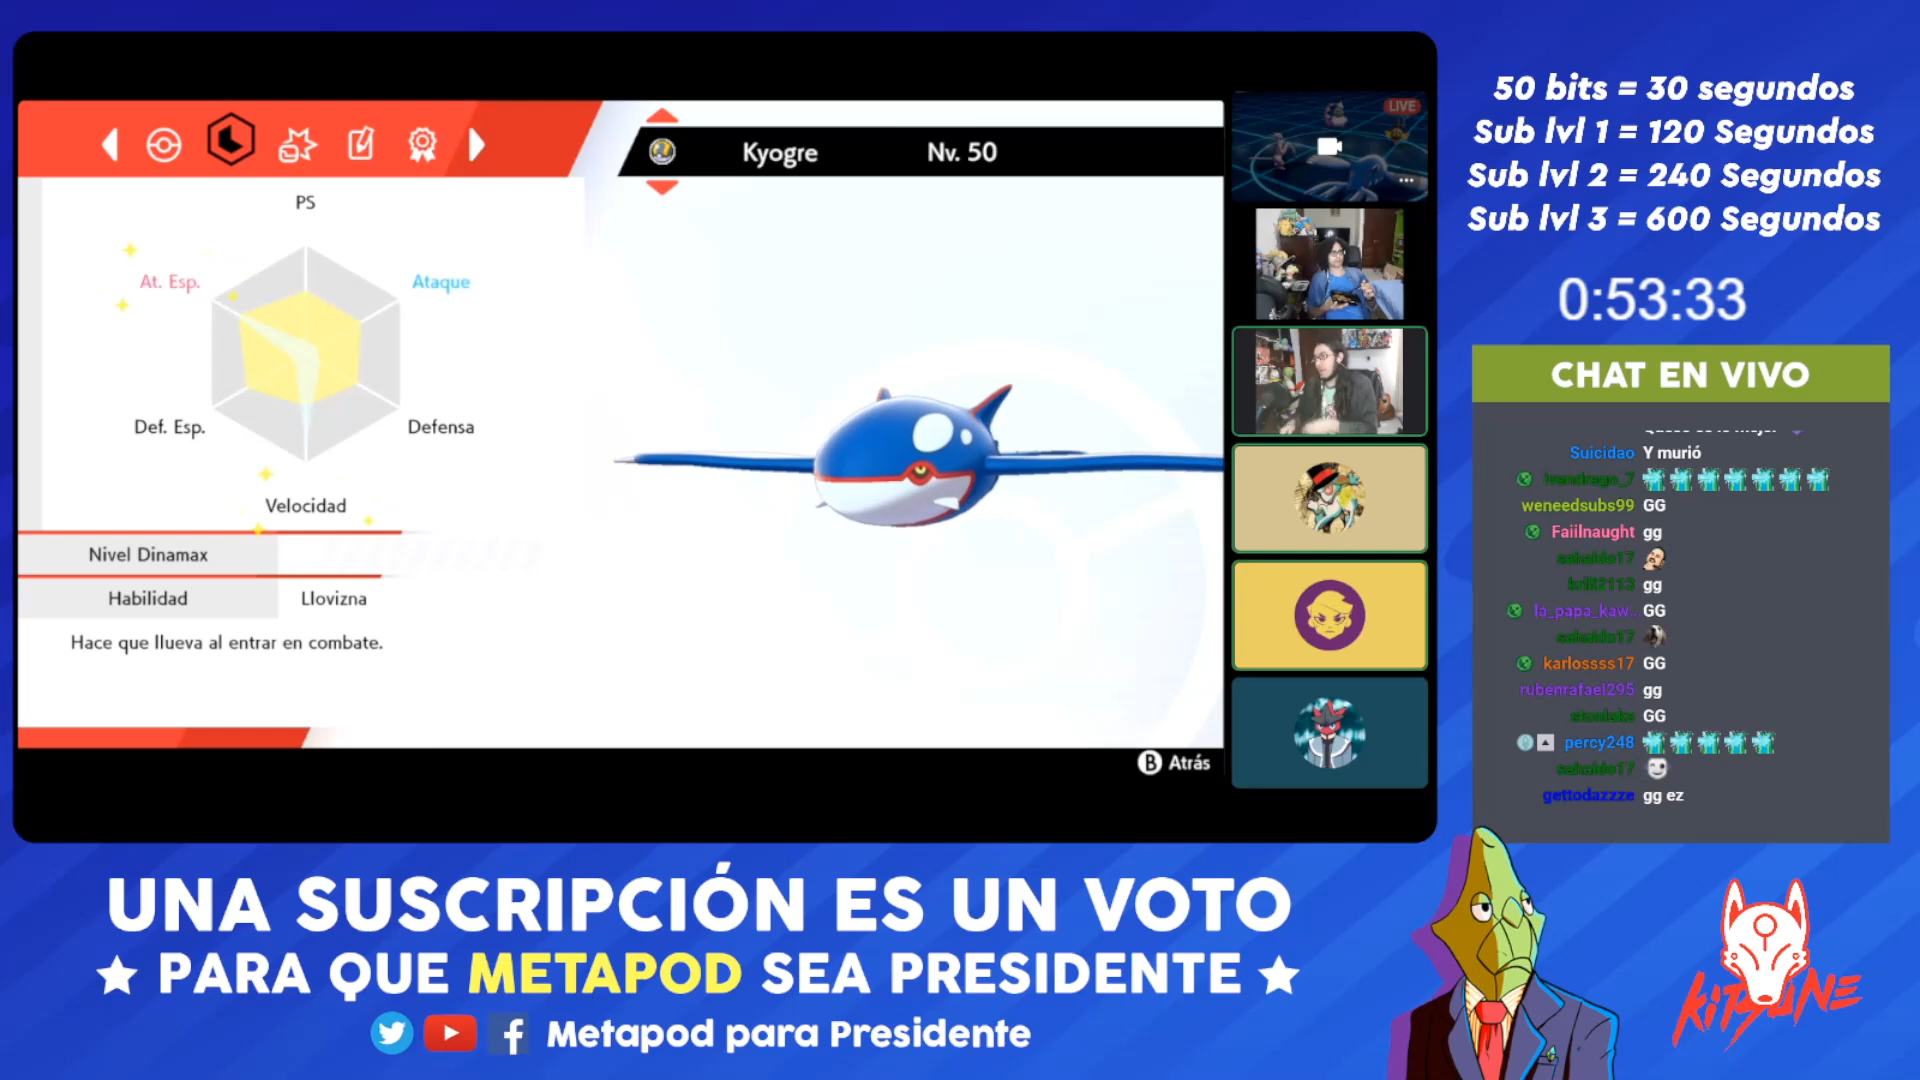 Kyogre Nv. 50
PS
At. Esp. Ataque
Def. Esp. Defensa
Velocidad
Nivel Dinamax
Habilidad Llovizna
Hace que llueva al entrar en combate.
B Atrás
LIVE
50 bits = 30 segundos
Sub lvl 1 = 120 Segundos
Sub lvl 2 = 240 Segundos
Sub lvl 3 = 600 Segundos
0:53:33
CHAT EN VIVO
Suicidao Y murió
ivandrago_7
weneedsubs99 GG
Faiilnaught gg
gg
la_papa_kaw.. GG
karlossss17 GG
rubenrafael295 gg
GG
percy248
gettodazzze gg ez
UNA SUSCRIPCIÓN ES UN VOTO
PARA QUE METAPOD SEA PRESIDENTE
Metapod para Presidente
KITSUNE